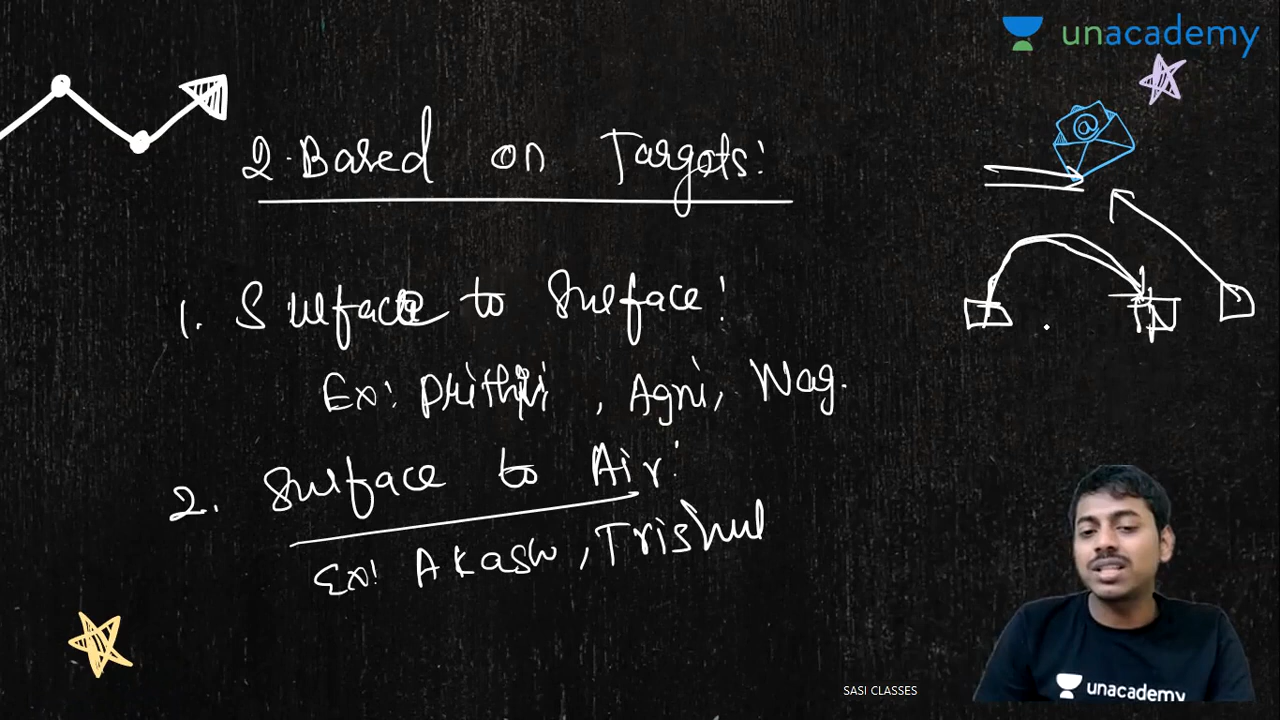 unacademy
2. Based on Targets:
1. Surface to Surface:
Ex: Prithvi, Agni, Nag.
2. Surface to Air:
Ex: Akash, Trishul
unacademy
SASI CLASSES